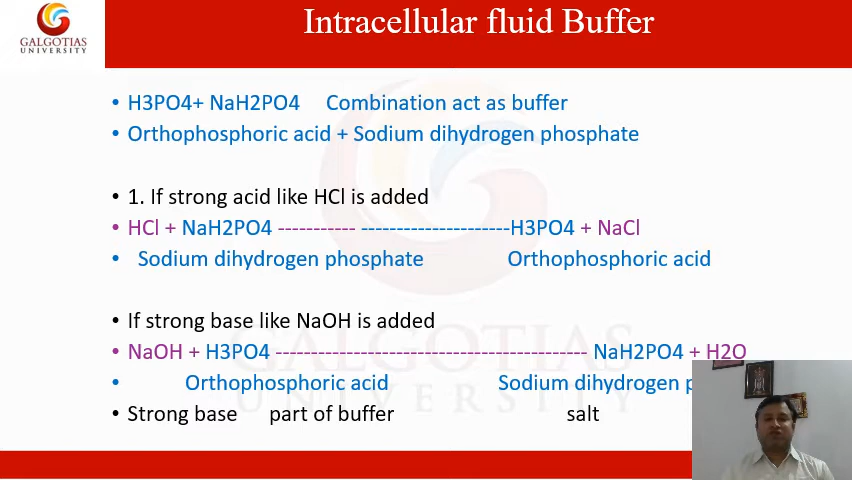 GALGOTIAS
UNIVERSITY
Intracellular fluid Buffer
• H3PO4+ NaH2PO4 Combination act as buffer
• Orthophosphoric acid + Sodium dihydrogen phosphate
• 1. If strong acid like HCl is added
• HCl + NaH2PO4 ----------- ----------------------H3PO4 + NaCl
• Sodium dihydrogen phosphate Orthophosphoric acid
• If strong base like NaOH is added
• NaOH + H3PO4 --------------------------------------------- NaH2PO4 + H2O
• Orthophosphoric acid Sodium dihydrogen
• Strong base part of buffer salt
GALGOTIAS
UNIVERSITY